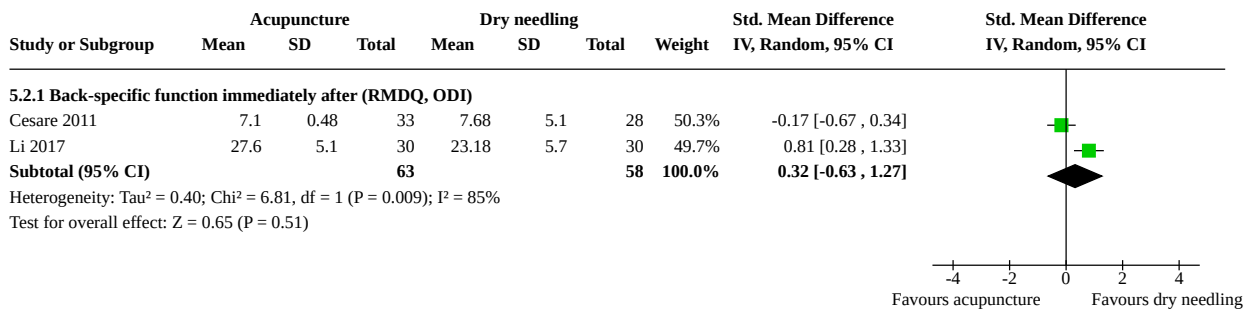 Acupuncture Dry needling Std. Mean Difference Std. Mean Difference
Study or Subgroup Mean SD Total Mean SD Total Weight IV, Random, 95% CI IV, Random, 95% CI
5.2.1 Back-specific function immediately after (RMDQ, ODI)
Cesare 2011 7.1 0.48 33 7.68 5.1 28 50.3% -0.17 [-0.67 , 0.34]
Li 2017 27.6 5.1 30 23.18 5.7 30 49.7% 0.81 [0.28 , 1.33]
Subtotal (95% CI) 63 58 100.0% 0.32 [-0.63 , 1.27]
Heterogeneity: Tau² = 0.40; Chi² = 6.81, df = 1 (P = 0.009); I² = 85%
Test for overall effect: Z = 0.65 (P = 0.51)
-4 -2 0 2 4
Favours acupuncture Favours dry needling